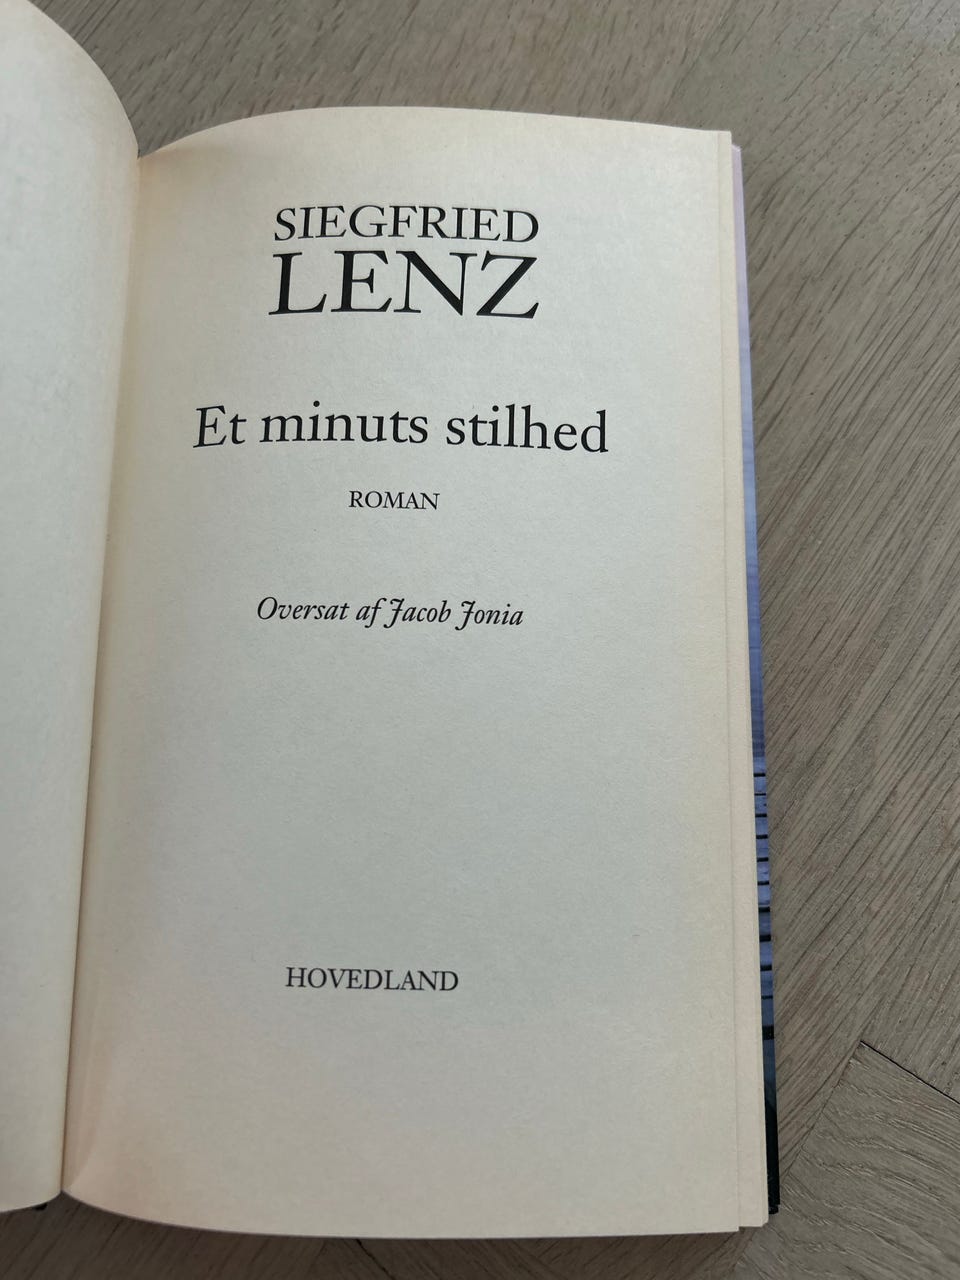 SIEGFRIED
LENZ
Et minuts stilhed
ROMAN
Oversat af Jacob Jonia
HOVEDLAND